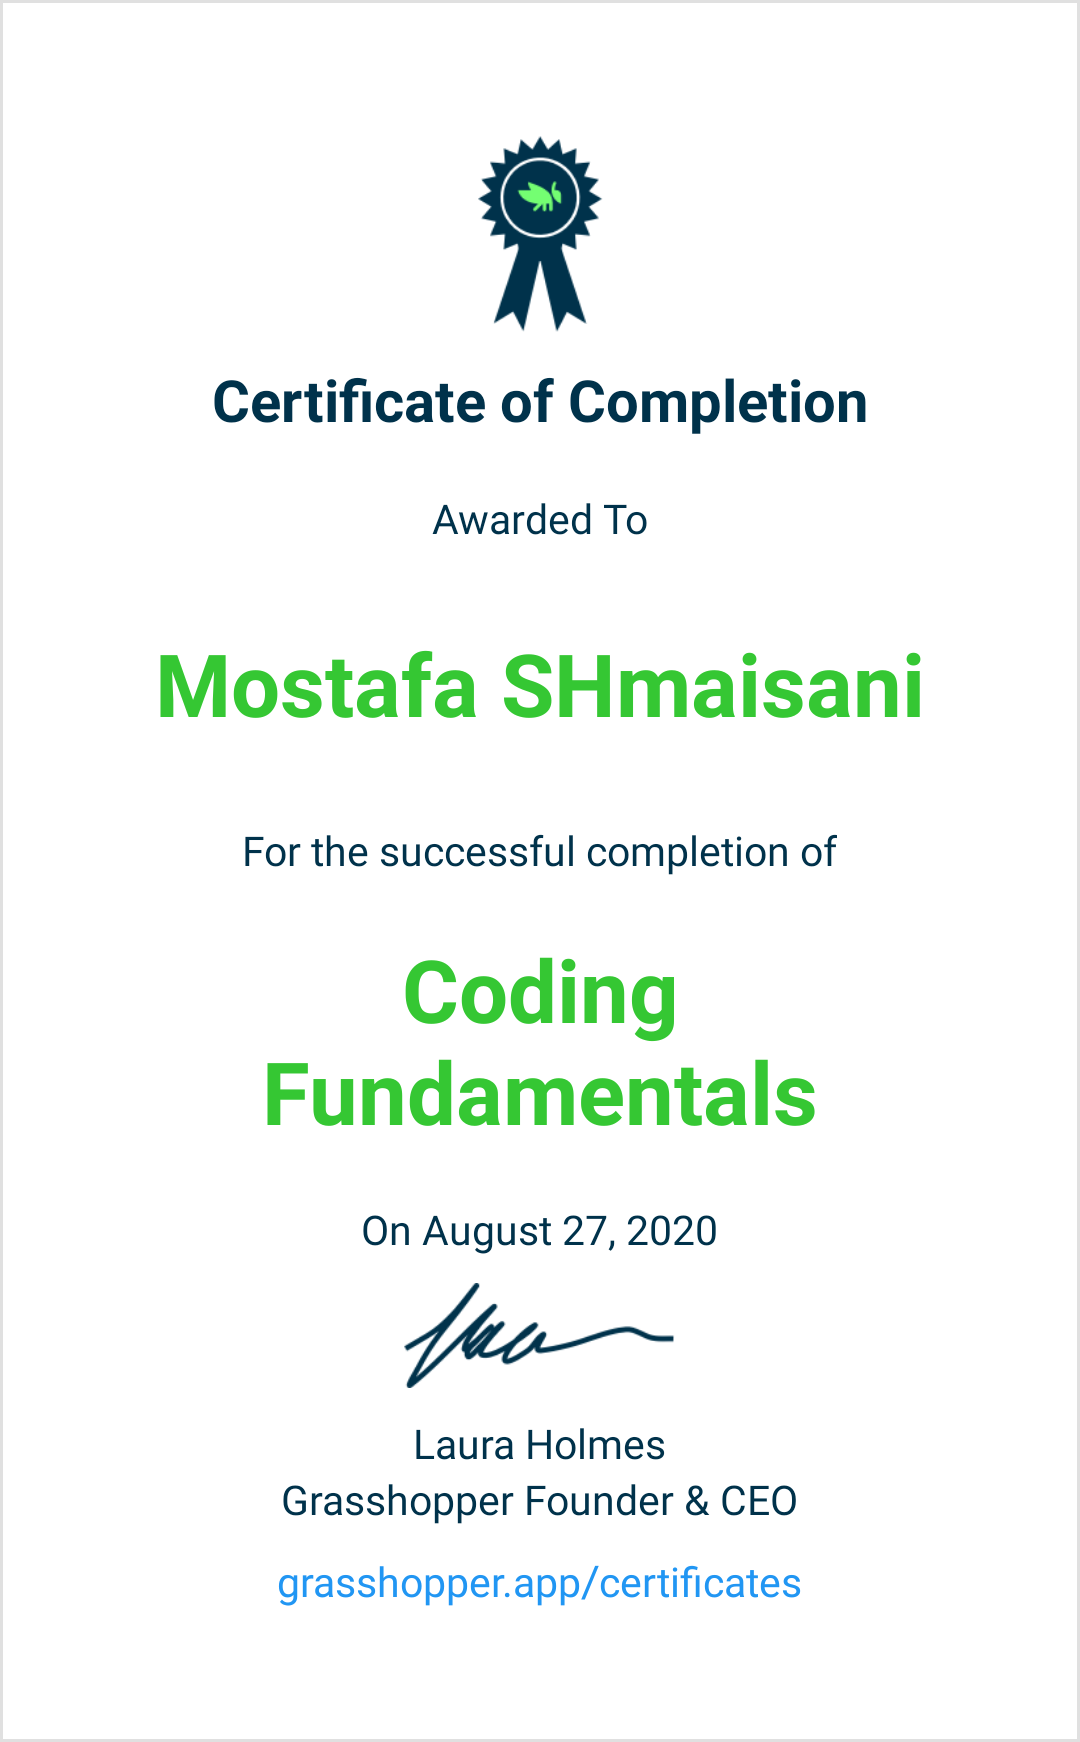 Certificate of Completion
Awarded To
Mostafa SHmaisani
For the successful completion of
Coding
Fundamentals
On August 27, 2020
Laura Holmes
Grasshopper Founder & CEO
grasshopper.app/certificates